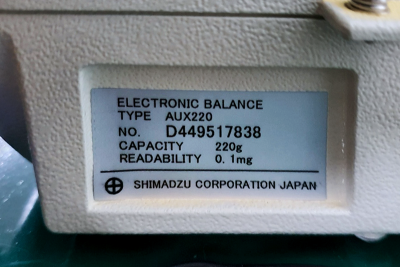 ELECTRONIC BALANCE
TYPE AUX220
NO. D449517838
CAPACITY 220g
READABILITY 0.1mg
SHIMADZU CORPORATION JAPAN